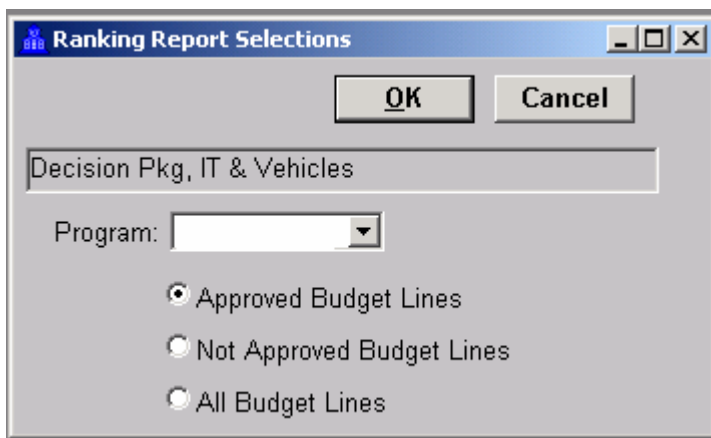 Ranking Report Selections
OK Cancel
Decision Pkg, IT & Vehicles
Program:
Approved Budget Lines
Not Approved Budget Lines
All Budget Lines